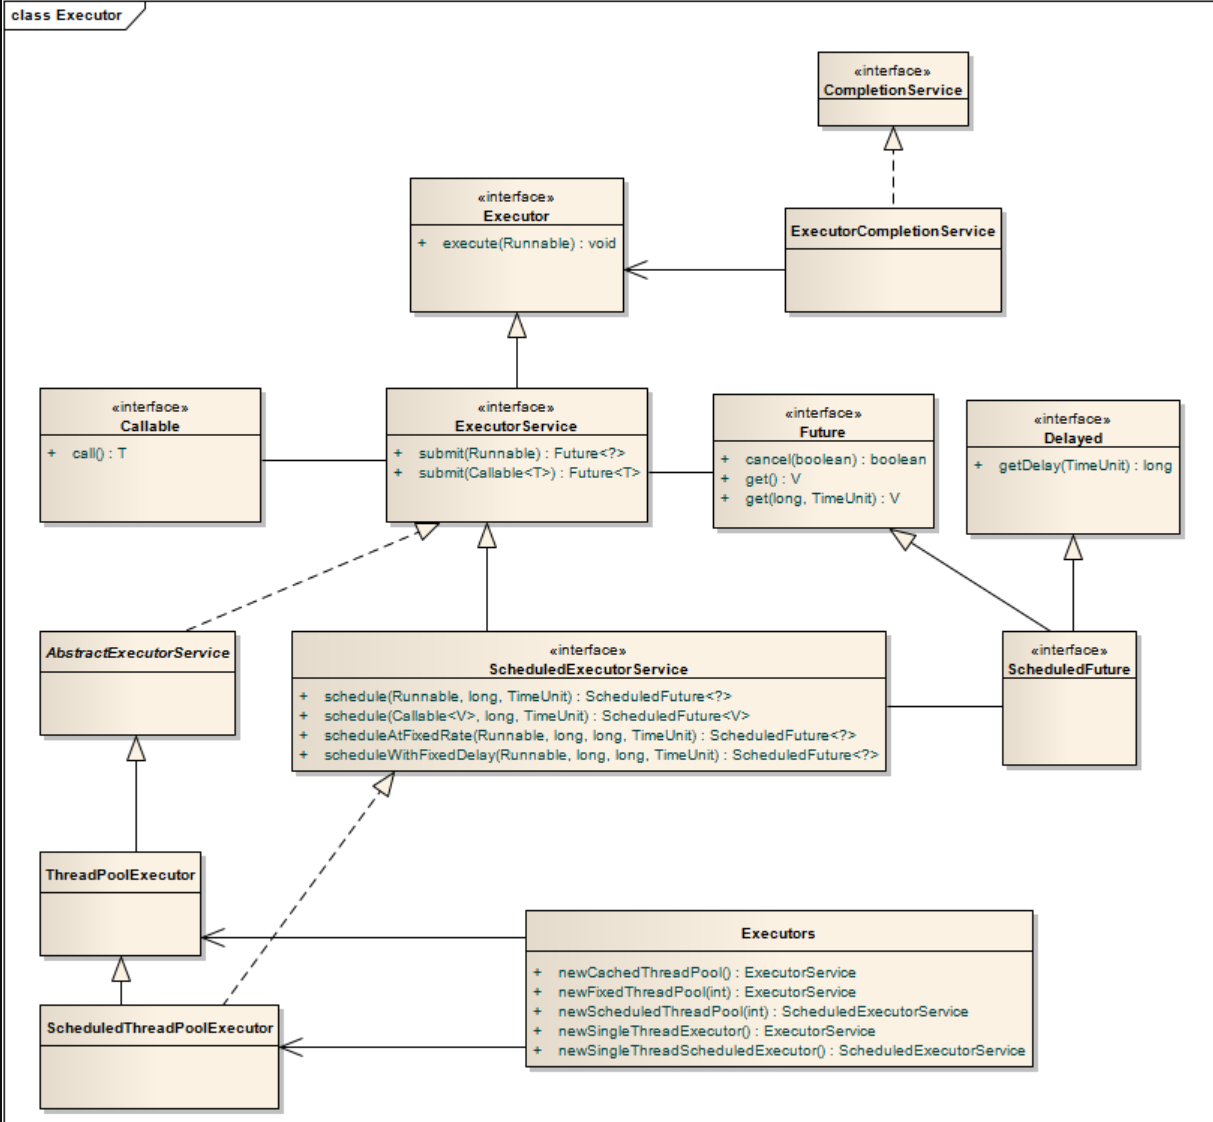 class Executor
«interface»
CompletionService
«interface»
Executor
+ execute(Runnable) : void
ExecutorCompletionService
«interface»
Callable
+ call() : T
«interface»
ExecutorService
+ submit(Runnable) : Future<?>
+ submit(Callable<T>) : Future<T>
«interface»
Future
+ cancel(boolean) : boolean
+ get() : V
+ get(long, TimeUnit) : V
«interface»
Delayed
+ getDelay(TimeUnit) : long
AbstractExecutorService
«interface»
ScheduledExecutorService
+ schedule(Runnable, long, TimeUnit) : ScheduledFuture<?>
+ schedule(Callable<V>, long, TimeUnit) : ScheduledFuture<V>
+ scheduleAtFixedRate(Runnable, long, long, TimeUnit) : ScheduledFuture<?>
+ scheduleWithFixedDelay(Runnable, long, long, TimeUnit) : ScheduledFuture<?>
«interface»
ScheduledFuture
ThreadPoolExecutor
Executors
+ newCachedThreadPool() : ExecutorService
+ newFixedThreadPool(int) : ExecutorService
+ newScheduledThreadPool(int) : ScheduledExecutorService
+ newSingleThreadExecutor() : ExecutorService
+ newSingleThreadScheduledExecutor() : ScheduledExecutorService
ScheduledThreadPoolExecutor